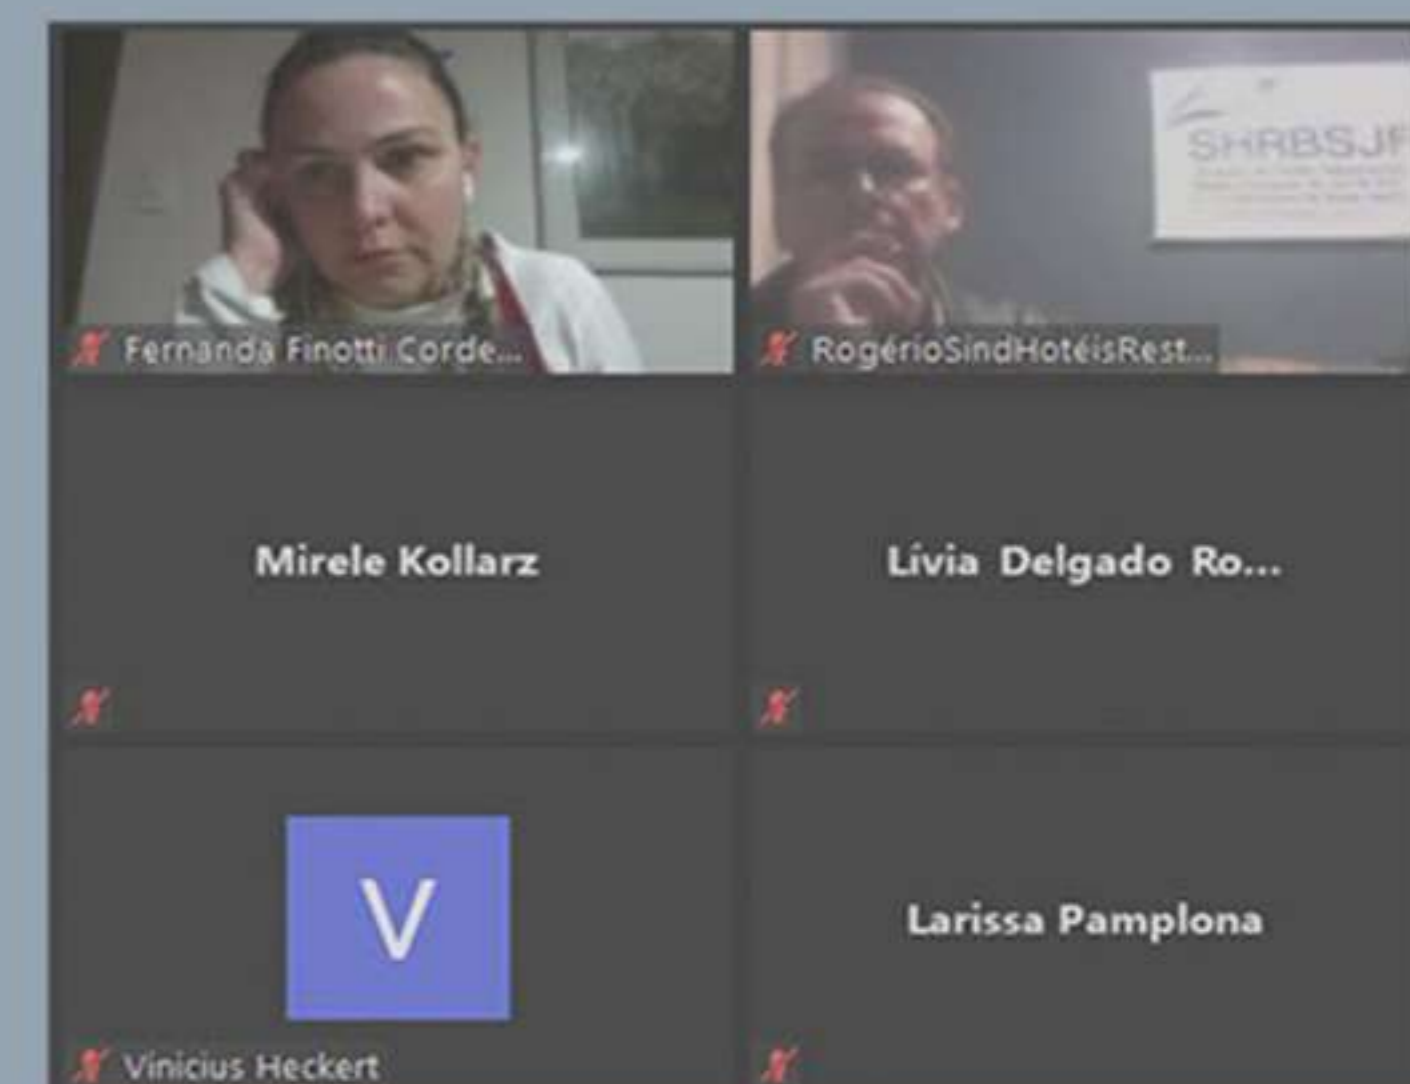 SHRBSJF
Fernanda Finotti Corde...
RogérioSindHotéisRest...
Mirele Kollarz
Lívia Delgado Ro...
V
Larissa Pamplona
Vinicius Heckert